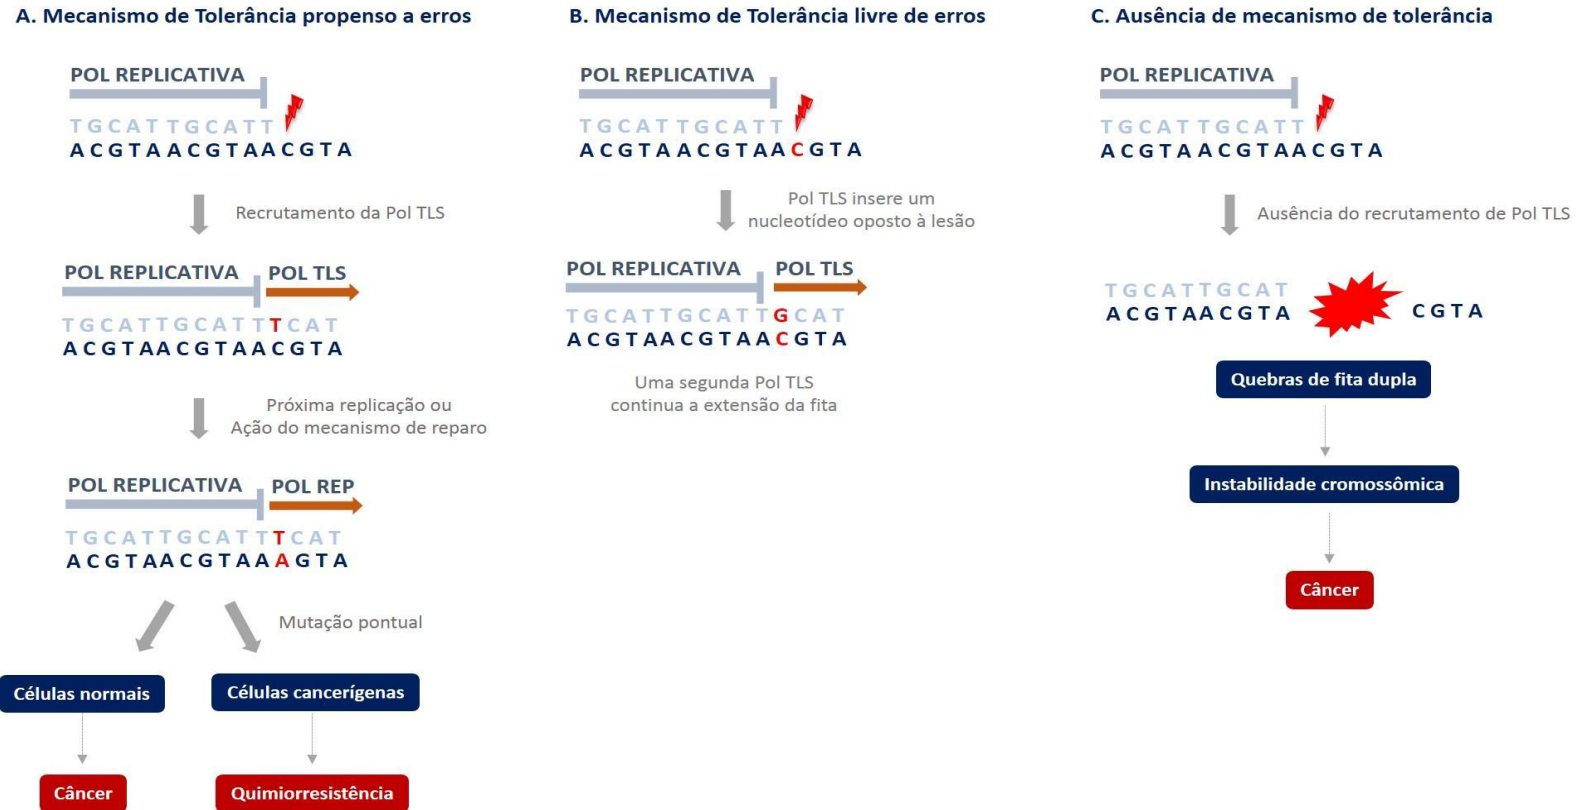 A. Mecanismo de Tolerância propenso a erros
POL REPLICATIVA
TGCATTGCATT
ACGTAACGTAACGTA
Recrutamento da Pol TLS
POL REPLICATIVA POL TLS
TGCATTGCATTTCAT
ACGTAACGTAACGTA
Próxima replicação ou
Ação do mecanismo de reparo
POL REPLICATIVA POL REP
TGCATTGCATTTCAT
ACGTAACGTAAAGTA
Mutação pontual
Células normais
Células cancerígenas
Câncer
Quimiorresistência
B. Mecanismo de Tolerância livre de erros
POL REPLICATIVA
TGCATTGCATT
ACGTAACGTAACGTA
Pol TLS insere um
nucleotídeo oposto à lesão
POL REPLICATIVA POL TLS
TGCATTGCATTGCAT
ACGTAACGTAACGTA
Uma segunda Pol TLS
continua a extensão da fita
C. Ausência de mecanismo de tolerância
POL REPLICATIVA
TGCATTGCATT
ACGTAACGTAACGTA
Ausência do recrutamento de Pol TLS
TGCATTGCAT
ACGTAACGTA CGTA
Quebras de fita dupla
Instabilidade cromossômica
Câncer